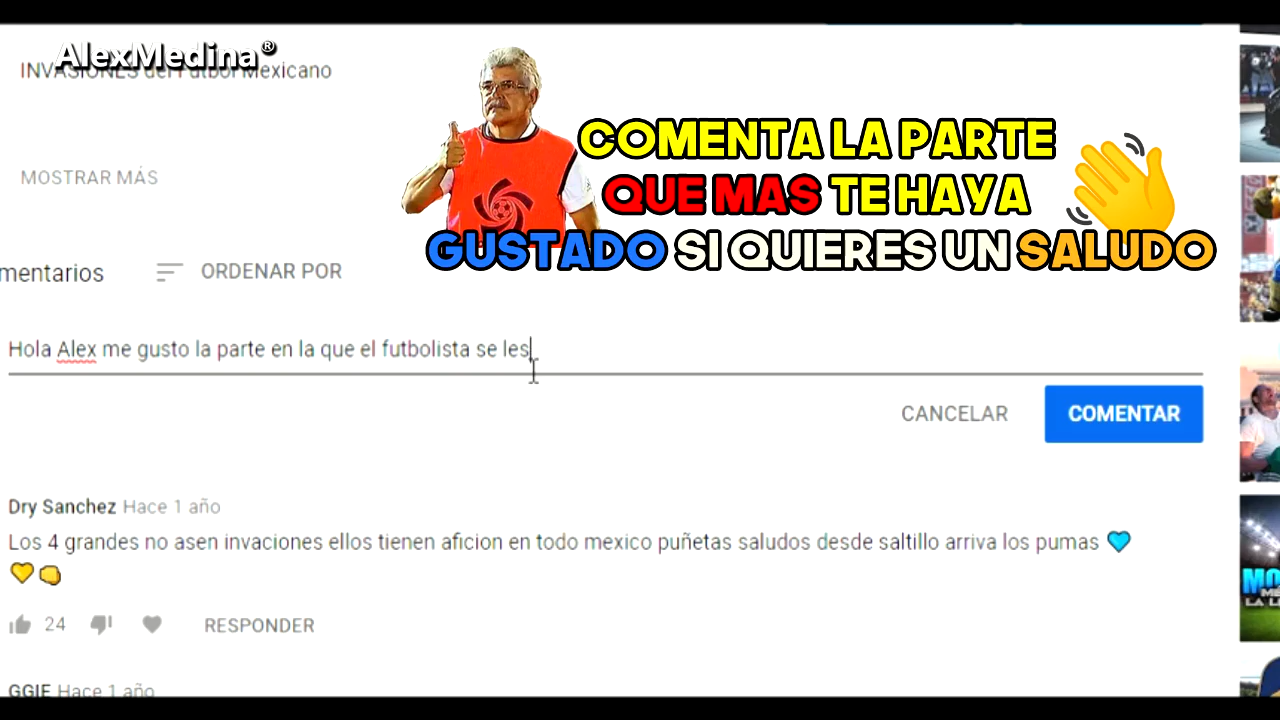 AlexMedina®
INVASIONES del Futbol Mexicano
COMENTA LA PARTE
QUE MAS TE HAYA
GUSTADO SI QUIERES UN SALUDO
MOSTRAR MÁS
mentarios
ORDENAR POR
Hola Alex me gusto la parte en la que el futbolista se les
CANCELAR
COMENTAR
Dry Sanchez Hace 1 año
Los 4 grandes no asen invaciones ellos tienen aficion en todo mexico puñetas saludos desde saltillo arriva los pumas
24
RESPONDER
GGIE Hace 1 año